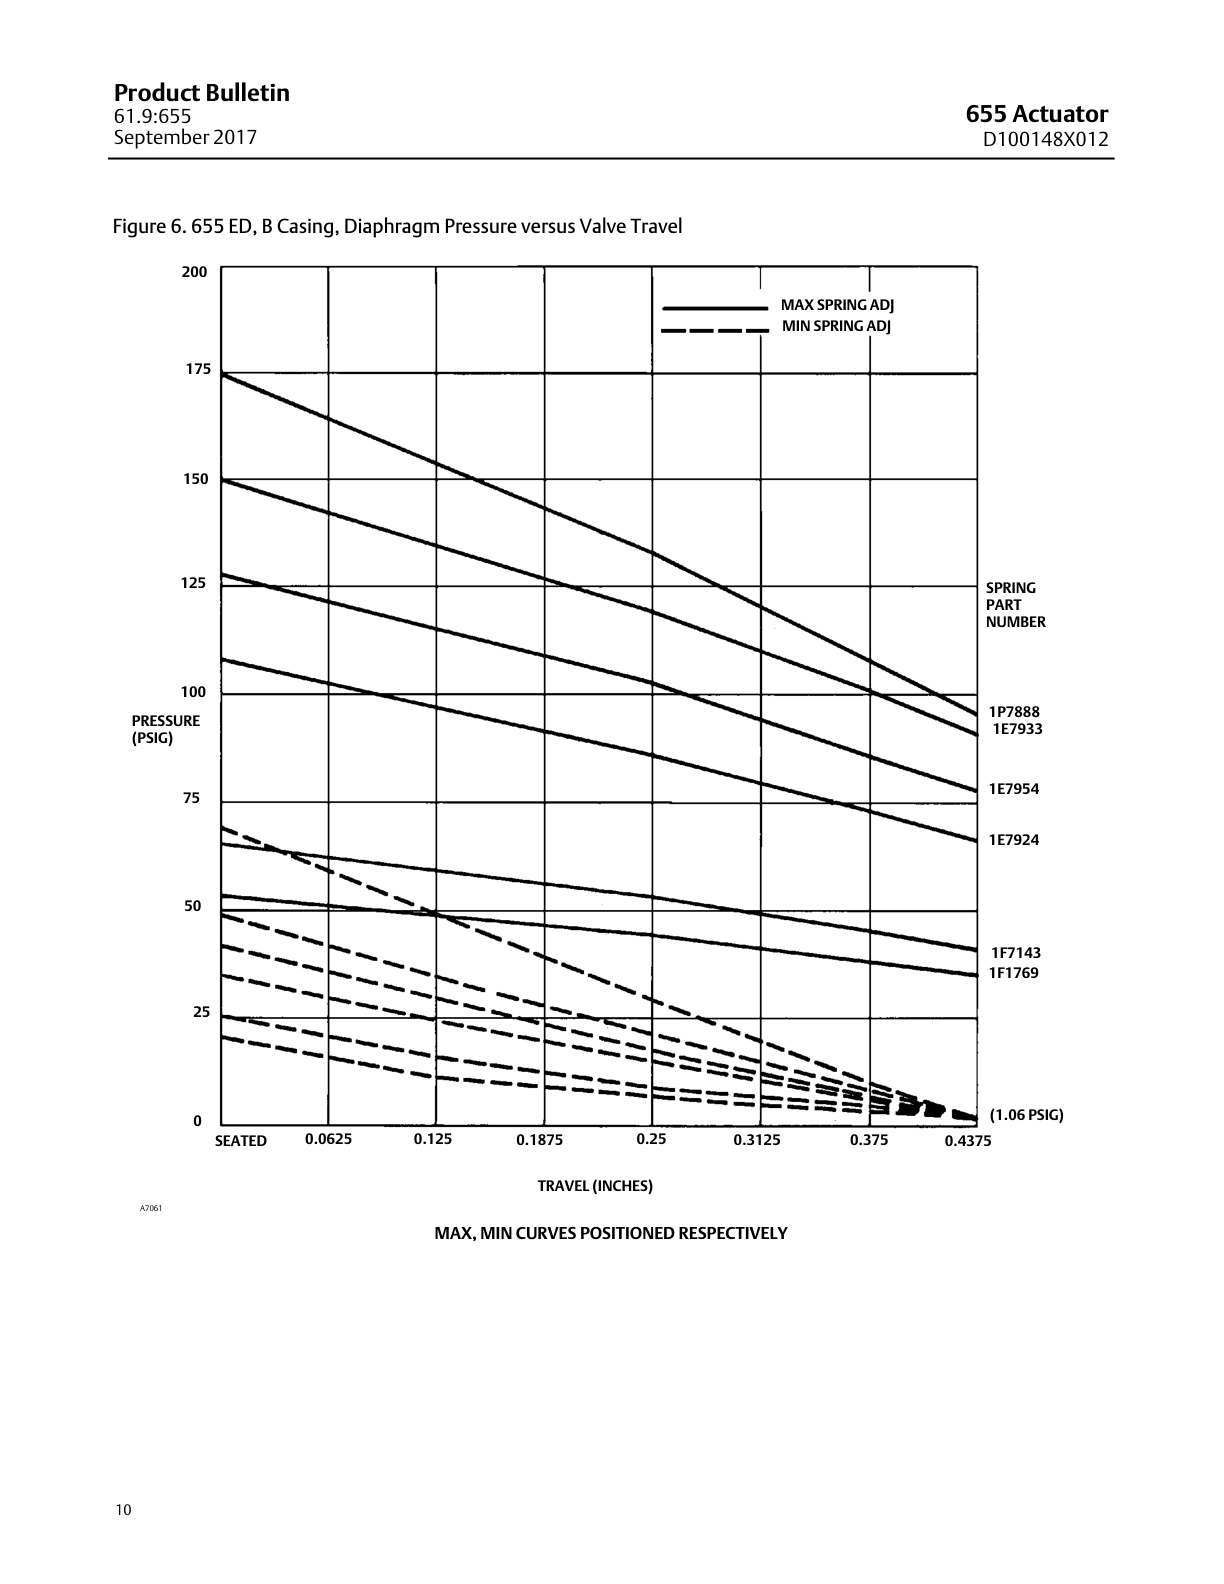 Product Bulletin
61.9:655
September 2017
655 Actuator
D100148X012
Figure 6. 655 ED, B Casing, Diaphragm Pressure versus Valve Travel
200
175
150
125
100
75
50
25
0
PRESSURE
(PSIG)
MAX SPRING ADJ
MIN SPRING ADJ
SPRING
PART
NUMBER
1P7888
1E7933
1E7954
1E7924
1F7143
1F1769
(1.06 PSIG)
SEATED 0.0625 0.125 0.1875 0.25 0.3125 0.375 0.4375
TRAVEL (INCHES)
A7061
MAX, MIN CURVES POSITIONED RESPECTIVELY
10